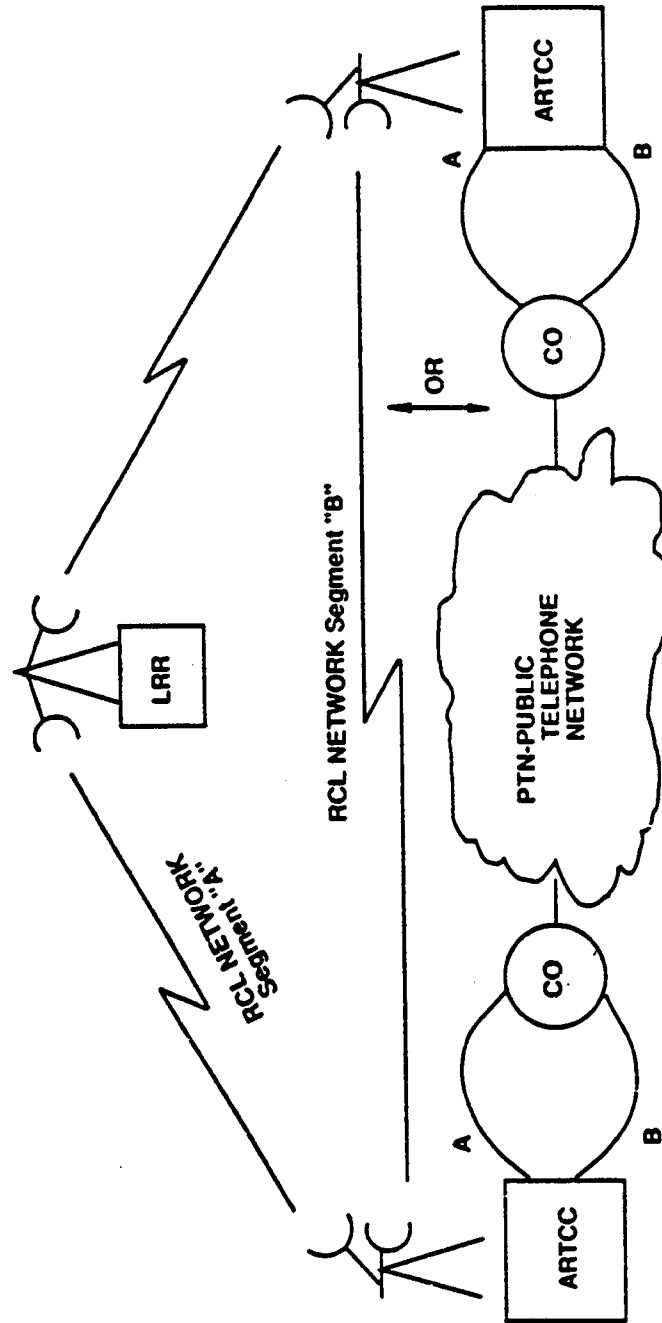 LRR
RCL NETWORK
Segment "A"
RCL NETWORK Segment "B"
OR
ARTCC
A
B
CO
PTN-PUBLIC
TELEPHONE
NETWORK
CO
A
B
ARTCC